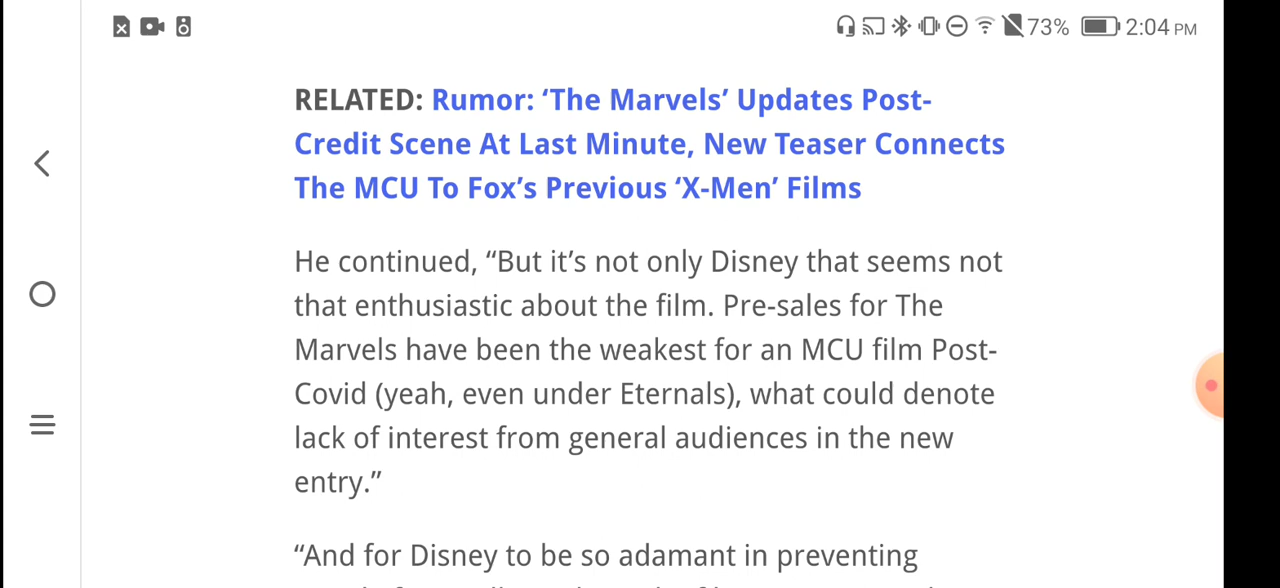 73% 2:04 PM
RELATED: Rumor: ‘The Marvels’ Updates Post-
Credit Scene At Last Minute, New Teaser Connects
The MCU To Fox’s Previous ‘X-Men’ Films
He continued, “But it’s not only Disney that seems not
that enthusiastic about the film. Pre-sales for The
Marvels have been the weakest for an MCU film Post-
Covid (yeah, even under Eternals), what could denote
lack of interest from general audiences in the new
entry.”
“And for Disney to be so adamant in preventing